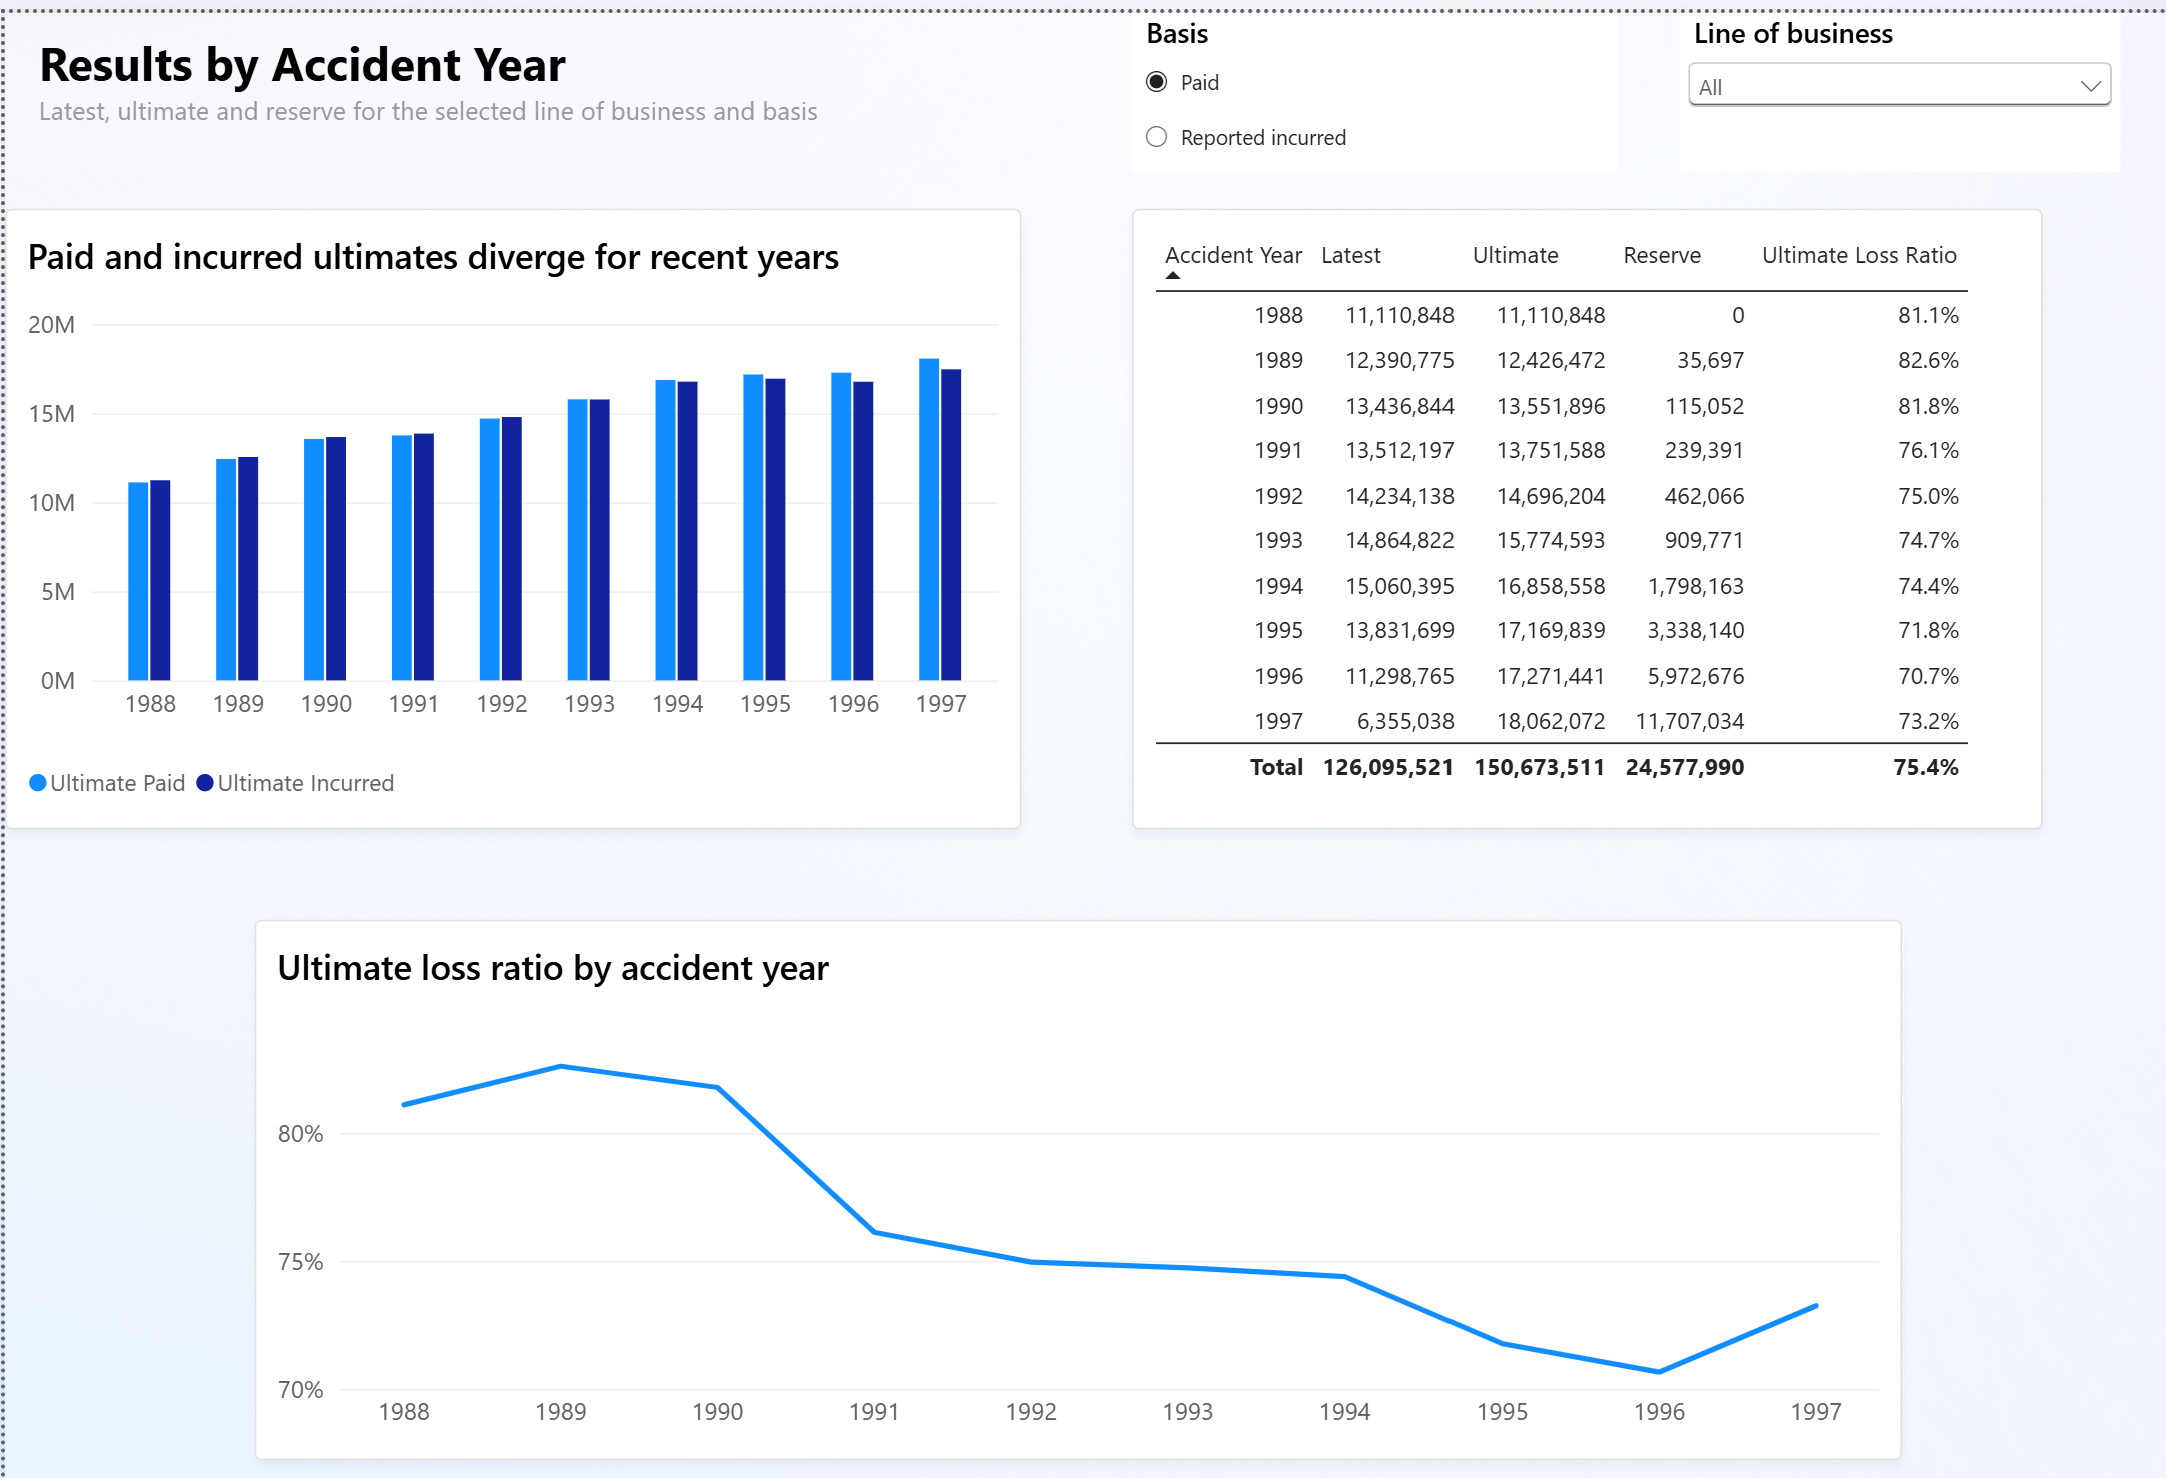 Results by Accident Year
Latest, ultimate and reserve for the selected line of business and basis
Basis
Paid
Reported incurred
Line of business
All
Paid and incurred ultimates diverge for recent years
20M
15M
10M
5M
0M
1988 1989 1990 1991 1992 1993 1994 1995 1996 1997
Ultimate Paid Ultimate Incurred
Accident Year Latest Ultimate Reserve Ultimate Loss Ratio
1988 11,110,848 11,110,848 0 81.1%
1989 12,390,775 12,426,472 35,697 82.6%
1990 13,436,844 13,551,896 115,052 81.8%
1991 13,512,197 13,751,588 239,391 76.1%
1992 14,234,138 14,696,204 462,066 75.0%
1993 14,864,822 15,774,593 909,771 74.7%
1994 15,060,395 16,858,558 1,798,163 74.4%
1995 13,831,699 17,169,839 3,338,140 71.8%
1996 11,298,765 17,271,441 5,972,676 70.7%
1997 6,355,038 18,062,072 11,707,034 73.2%
Total 126,095,521 150,673,511 24,577,990 75.4%
Ultimate loss ratio by accident year
80%
75%
70%
1988 1989 1990 1991 1992 1993 1994 1995 1996 1997